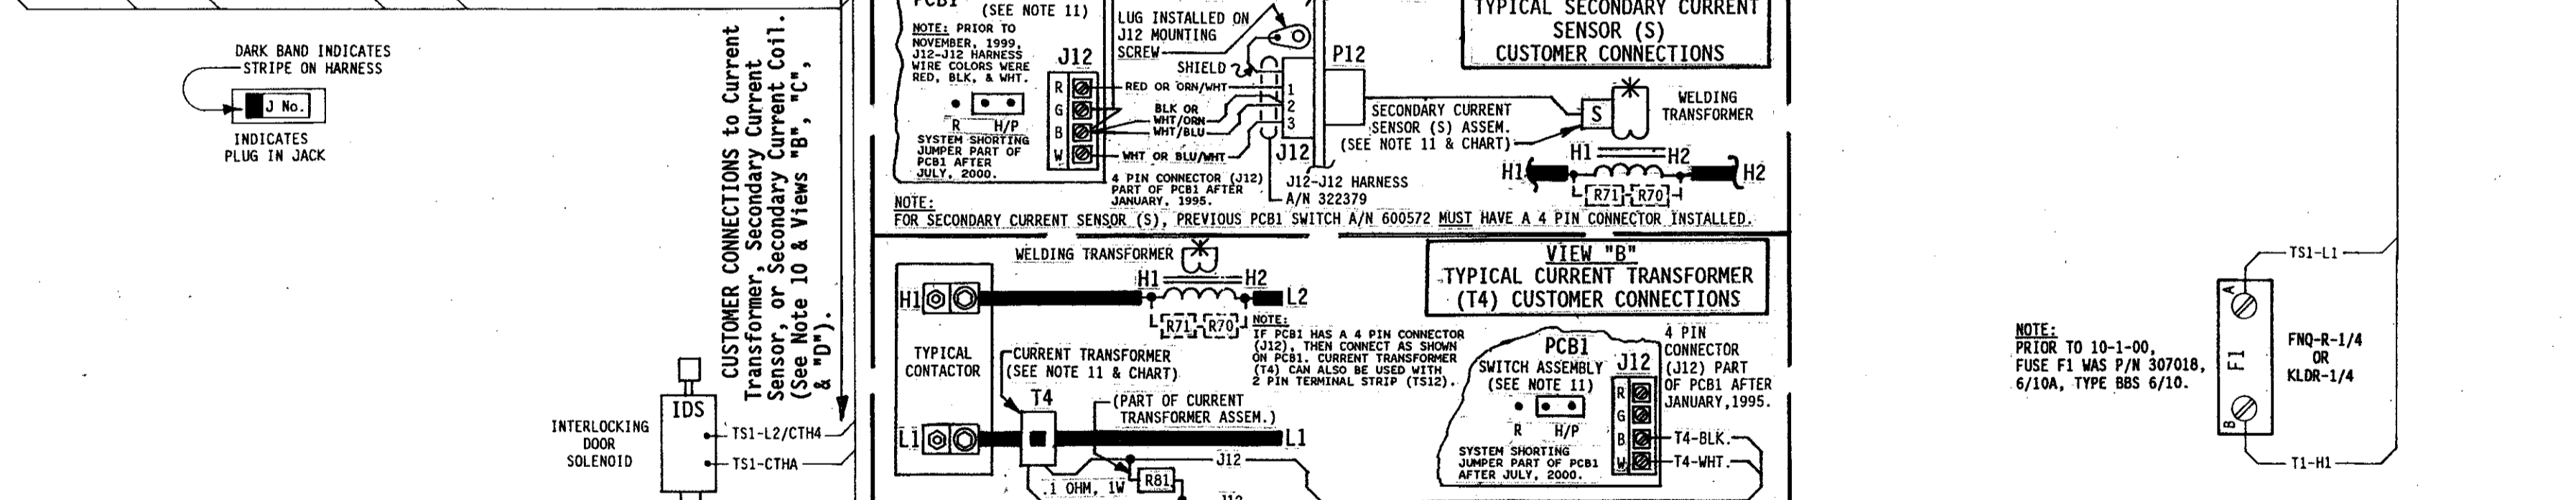 DARK BAND INDICATES
STRIPE ON HARNESS
J No.
INDICATES
PLUG IN JACK
CUSTOMER CONNECTIONS to Current
Transformer, Secondary Current
Sensor, or Secondary Current Coil.
(See Note 10 & Views "B", "C",
& "D").
INTERLOCKING
DOOR
SOLENOID
IDS
TS1-L2/CTH4
TS1-CTHA
PCB1
(SEE NOTE 11)
NOTE: PRIOR TO
NOVEMBER, 1999,
J12-J12 HARNESS
WIRE COLORS WERE
RED, BLK, & WHT.
J12
R
G
B
W
R H/P
SYSTEM SHORTING
JUMPER PART OF
PCB1 AFTER
JULY, 2000.
LUG INSTALLED ON
J12 MOUNTING
SCREW
SHIELD
RED OR ORN/WHT
BLK OR
WHT/ORN
WHT/BLU
WHT OR BLU/WHT
1
2
3
J12
P12
4 PIN CONNECTOR (J12)
PART OF PCB1 AFTER
JANUARY, 1995.
J12-J12 HARNESS
A/N 322379
TYPICAL SECONDARY CURRENT
SENSOR (S)
CUSTOMER CONNECTIONS
SECONDARY CURRENT
SENSOR (S) ASSEM.
(SEE NOTE 11 & CHART)
S
WELDING
TRANSFORMER
H1 H2
H1 H2
R71 R70
NOTE:
FOR SECONDARY CURRENT SENSOR (S), PREVIOUS PCB1 SWITCH A/N 600572 MUST HAVE A 4 PIN CONNECTOR INSTALLED.
WELDING TRANSFORMER
H1 H2
H1
L2
R71 R70
TYPICAL
CONTACTOR
CURRENT TRANSFORMER
(SEE NOTE 11 & CHART)
T4
(PART OF CURRENT
TRANSFORMER ASSEM.)
L1
L1
J12
.1 OHM, 1W
R81
J12
NOTE:
IF PCB1 HAS A 4 PIN CONNECTOR
(J12), THEN CONNECT AS SHOWN
ON PCB1. CURRENT TRANSFORMER
(T4) CAN ALSO BE USED WITH
2 PIN TERMINAL STRIP (TS12).
VIEW "B"
TYPICAL CURRENT TRANSFORMER
(T4) CUSTOMER CONNECTIONS
PCB1
SWITCH ASSEMBLY
(SEE NOTE 11)
J12
R
G
B
W
R H/P
SYSTEM SHORTING
JUMPER PART OF PCB1
AFTER JULY, 2000.
4 PIN
CONNECTOR
(J12) PART
OF PCB1 AFTER
JANUARY,1995.
T4-BLK.
T4-WHT.
NOTE:
PRIOR TO 10-1-00,
FUSE F1 WAS P/N 307018,
6/10A, TYPE BBS 6/10.
TS1-L1
A
F1
B
FNQ-R-1/4
OR
KLDR-1/4
T1-H1